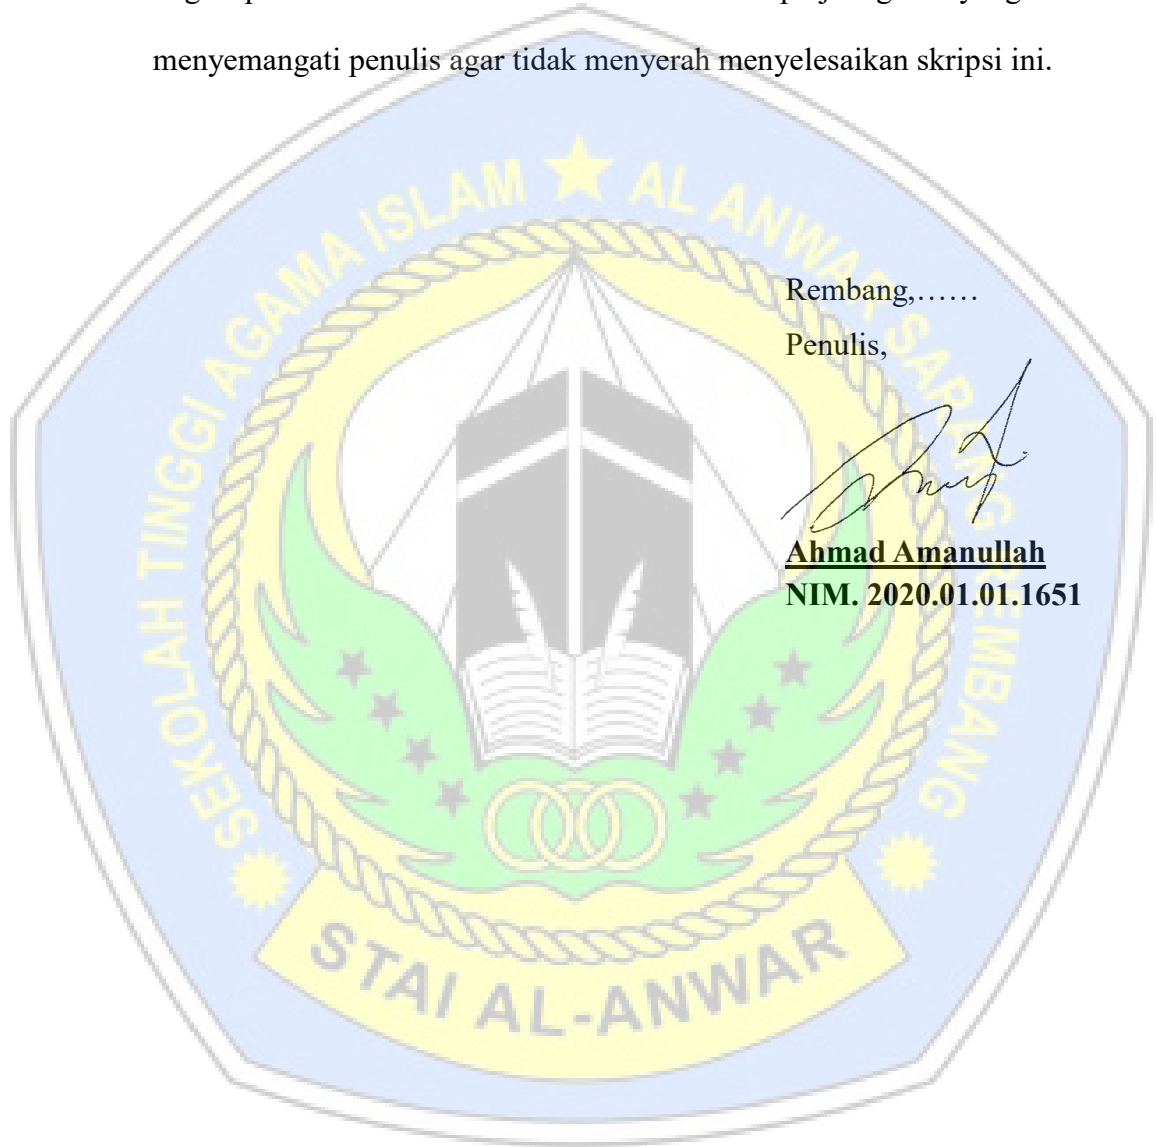 menyemangati penulis agar tidak menyerah menyelesaikan skripsi ini.
SEKOLAH TINGGI AGAMA ISLAM ★ AL ANWAR SARANG REMBANG
Rembang,……
Penulis,
Ahmad Amanullah
NIM. 2020.01.01.1651
STAI AL-ANWAR